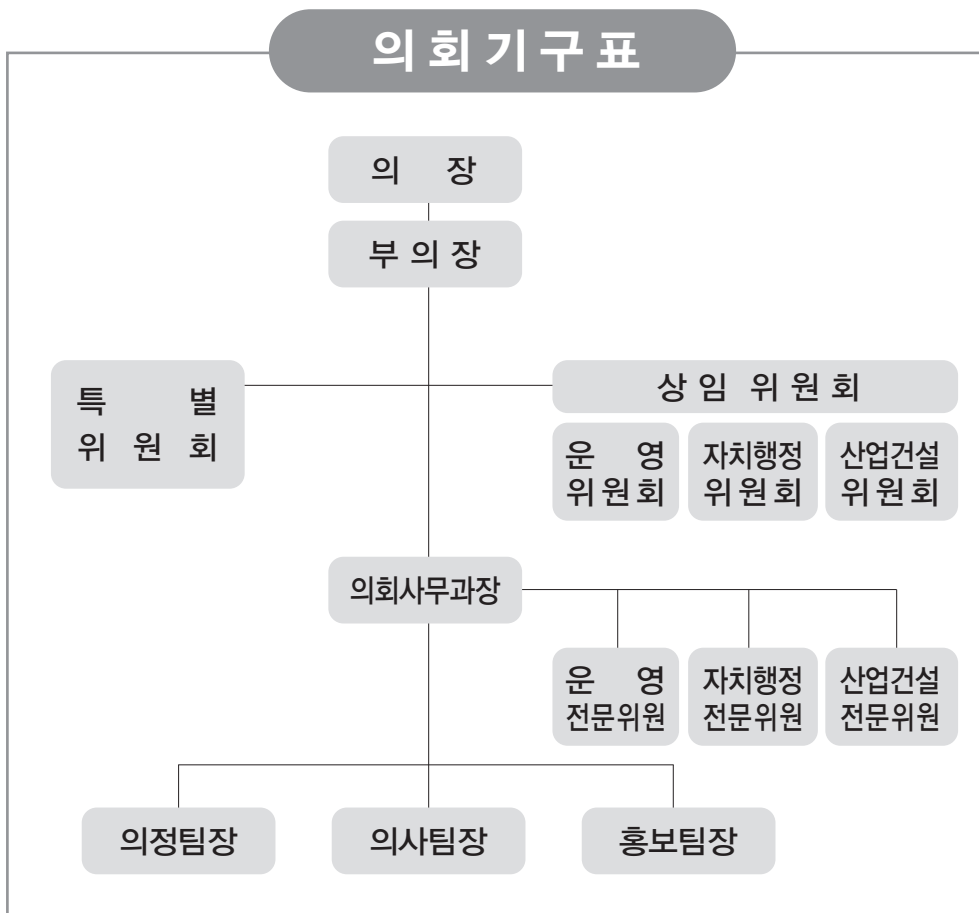 의회기구표
의 장
부의장
특 별
위 원 회
상임 위원회
운 영
위원회
자치행정
위원회
산업건설
위원회
의회사무과장
운 영
전문위원
자치행정
전문위원
산업건설
전문위원
의정팀장
의사팀장
홍보팀장